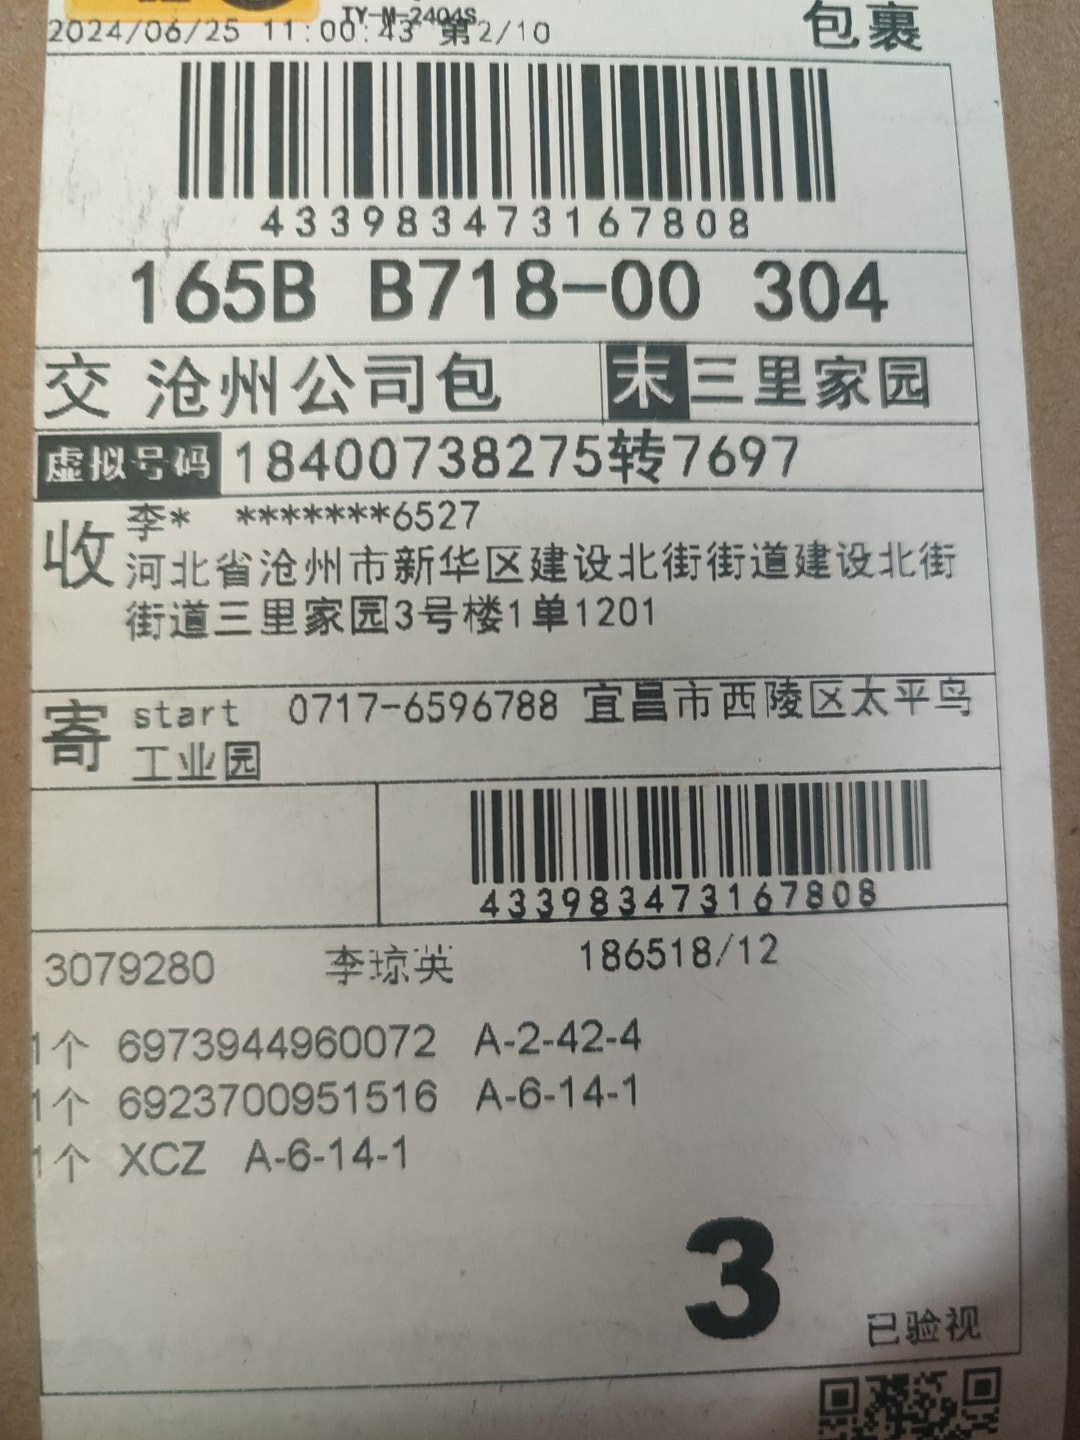 TY-M-2404S
2024/06/25 11:00:43 第2/10
包裹
433983473167808
165B B718-00 304
交 沧州公司包 末 三里家园
虚拟号码 18400738275转7697
收 李* *******6527
河北省沧州市新华区建设北街街道建设北街
街道三里家园3号楼1单1201
寄 start 0717-6596788 宜昌市西陵区太平鸟
工业园
433983473167808
3079280 李琼英 186518/12
1个 6973944960072 A-2-42-4
1个 6923700951516 A-6-14-1
1个 XCZ A-6-14-1
3
已验视